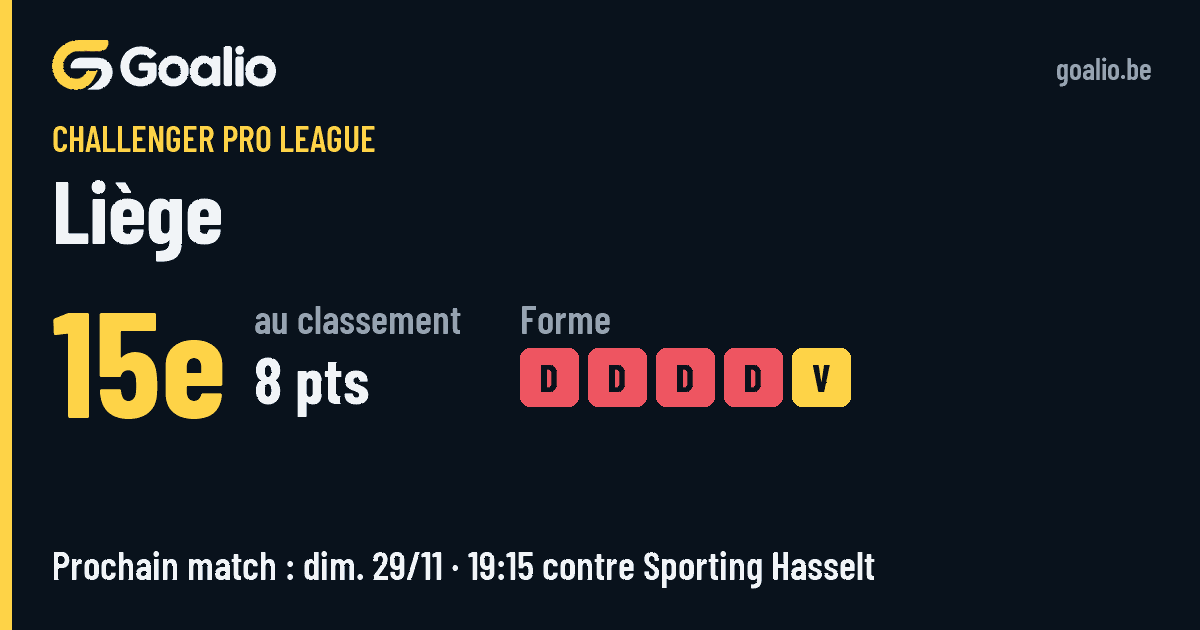 Goalio
goalio.be
CHALLENGER PRO LEAGUE
Liège
15e
au classement
8 pts
Forme
D D D D V
Prochain match : dim. 29/11 · 19:15 contre Sporting Hasselt